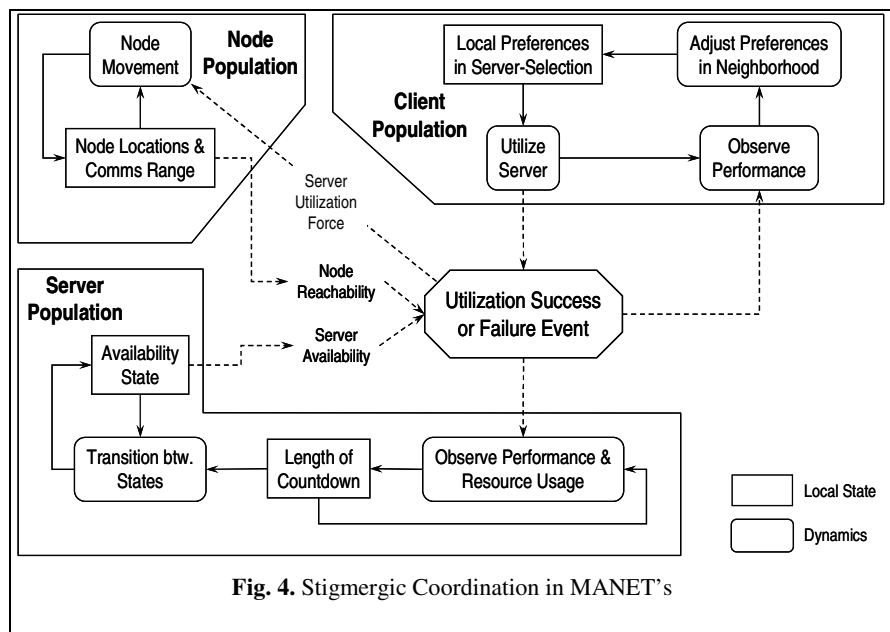 Node
Movement
Node
Population
Node Locations &
Comms Range
Local Preferences
in Server-Selection
Adjust Preferences
in Neighborhood
Client
Population
Utilize
Server
Observe
Performance
Server
Utilization
Force
Node
Reachability
Server
Availability
Utilization Success
or Failure Event
Server
Population
Availability
State
Transition btw.
States
Length of
Countdown
Observe Performance &
Resource Usage
Local State
Dynamics
Fig. 4. Stigmergic Coordination in MANET's